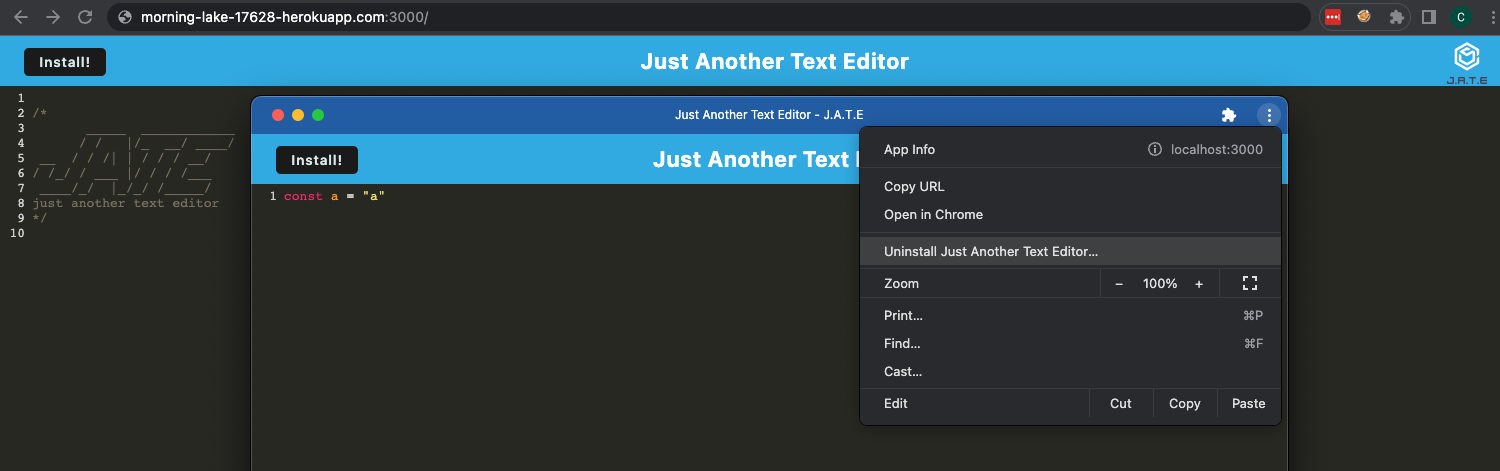 morning-lake-17628-herokuapp.com:3000/
C
Install!
Just Another Text Editor
J.A.T.E
1
2 /*
3
4
5
6
7
8 just another text editor
9 */
10
Just Another Text Editor - J.A.T.E
Install!
Just Another Text
1 const a = "a"
App Info localhost:3000
Copy URL
Open in Chrome
Uninstall Just Another Text Editor...
Zoom - 100% +
Print... ⌘P
Find... ⌘F
Cast...
Edit Cut Copy Paste